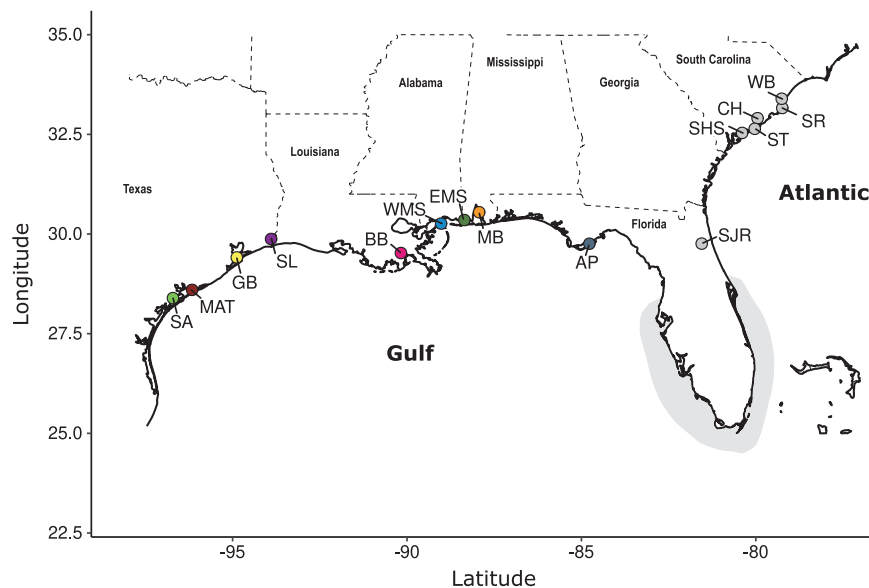 35.0
South Carolina
Mississippi
Alabama
Georgia
WB
CH
SR
SHS
ST
32.5
Louisiana
Texas
Atlantic
EMS
WMS
Florida
MB
SJR
30.0
BB
AP
SL
GB
MAT
SA
Longitude
27.5
Gulf
25.0
22.5
-95
-90
-85
-80
Latitude